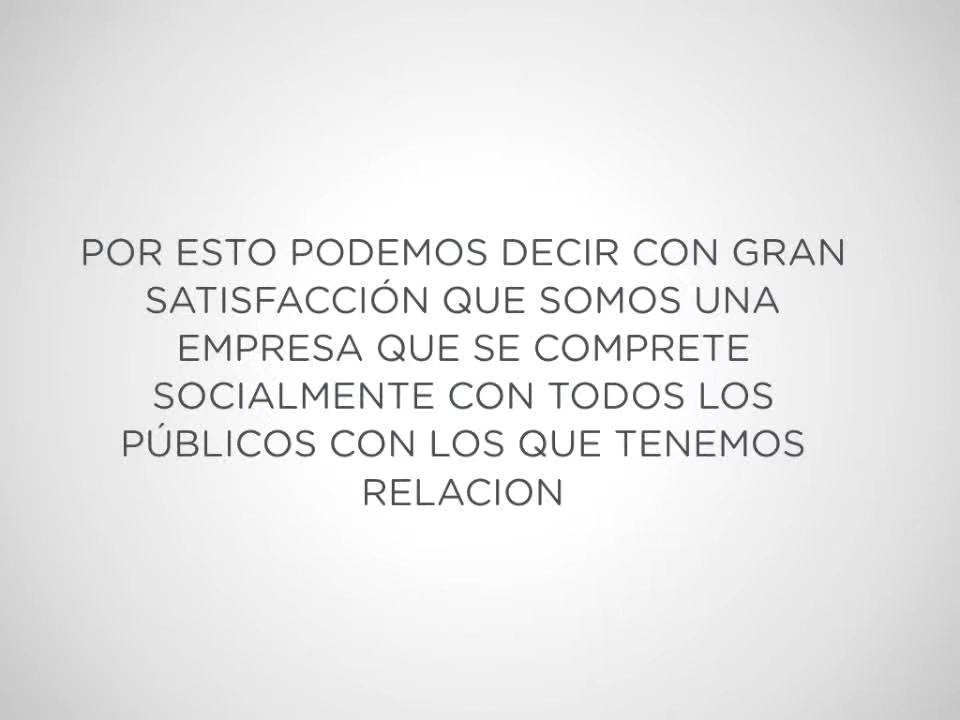 POR ESTO PODEMOS DECIR CON GRAN
SATISFACCIÓN QUE SOMOS UNA
EMPRESA QUE SE COMPRETE
SOCIALMENTE CON TODOS LOS
PÚBLICOS CON LOS QUE TENEMOS
RELACION